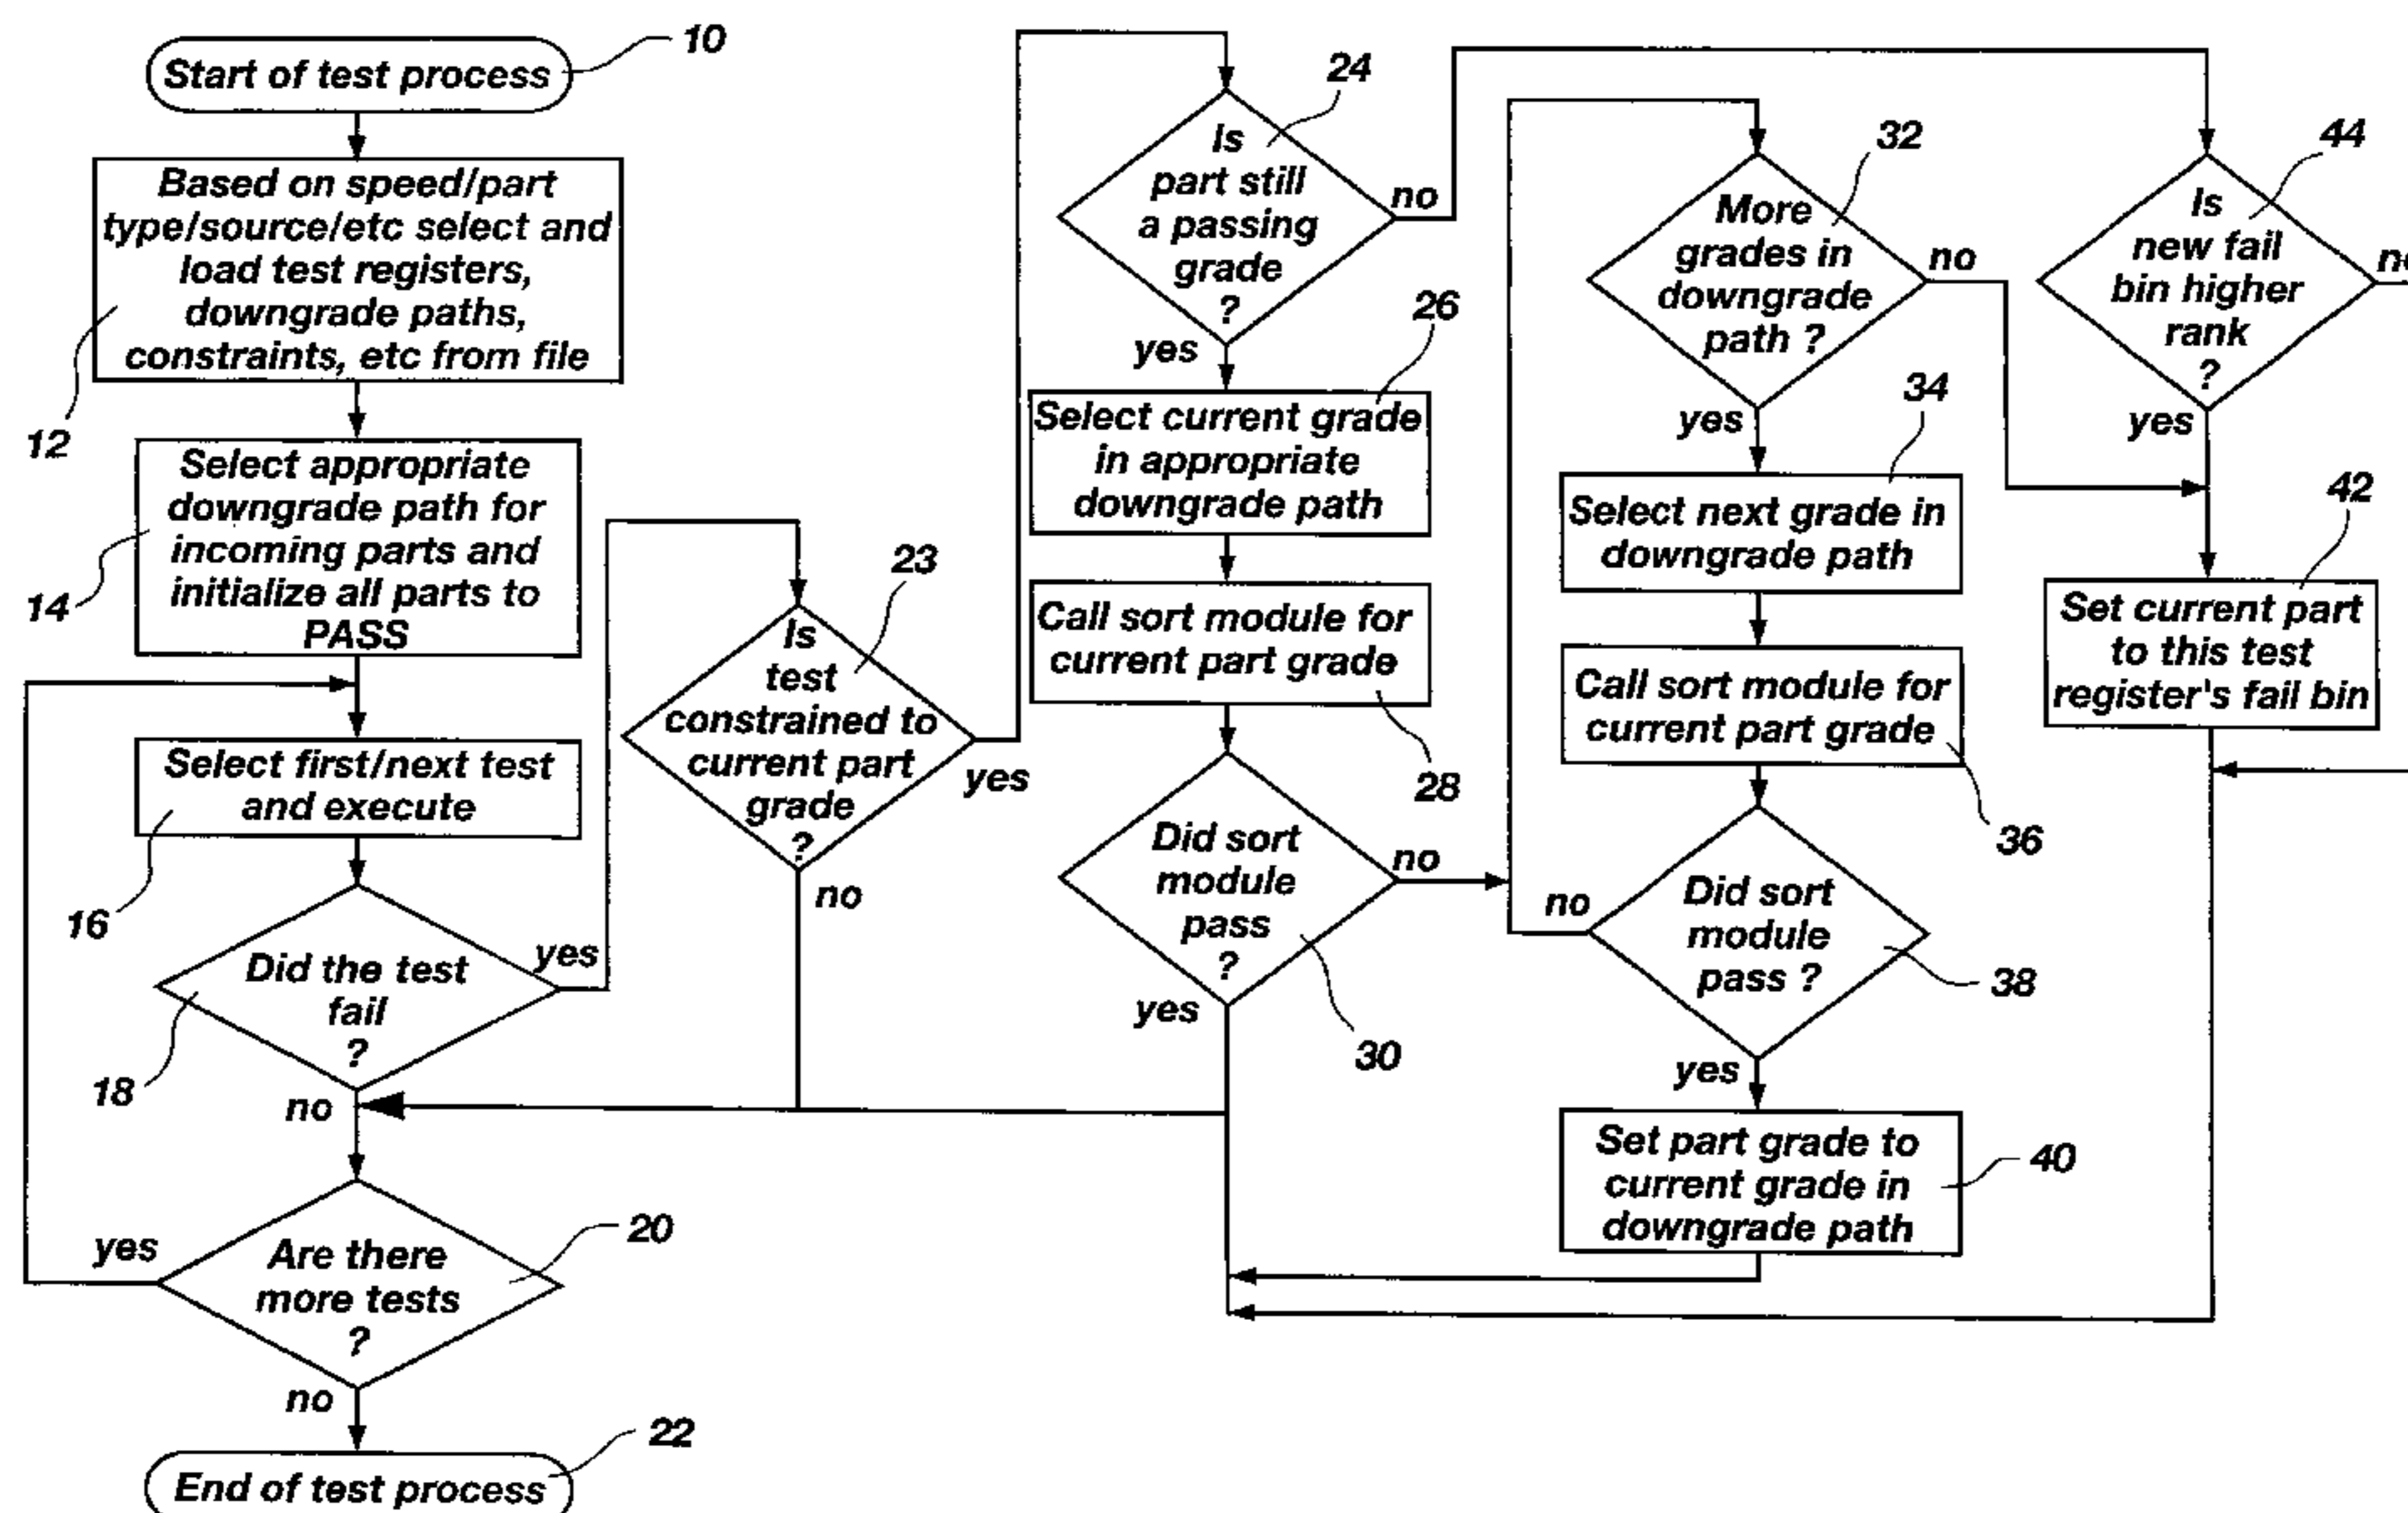 Start of test process
10
Based on speed/part
type/source/etc select and
load test registers,
downgrade paths,
constraints, etc from file
12
Select appropriate
downgrade path for
incoming parts and
initialize all parts to
PASS
14
Select first/next test
and execute
16
Did the test
fail
?
yes
18
no
Are there
more tests
?
yes
20
no
22
End of test process
23
Is
test
constrained to
current part
grade
?
yes
no
24
Is
part still
a passing
grade
?
no
yes
26
Select current grade
in appropriate
downgrade path
Call sort module for
current part grade
28
Did sort
module
pass
?
no
yes
30
32
More
grades in
downgrade
path ?
no
yes
34
Select next grade in
downgrade path
Call sort module for
current part grade
36
Did sort
module
pass ?
no
38
yes
Set part grade to
current grade in
downgrade path
40
44
Is
new fail
bin higher
rank
?
yes
42
Set current part
to this test
register's fail bin